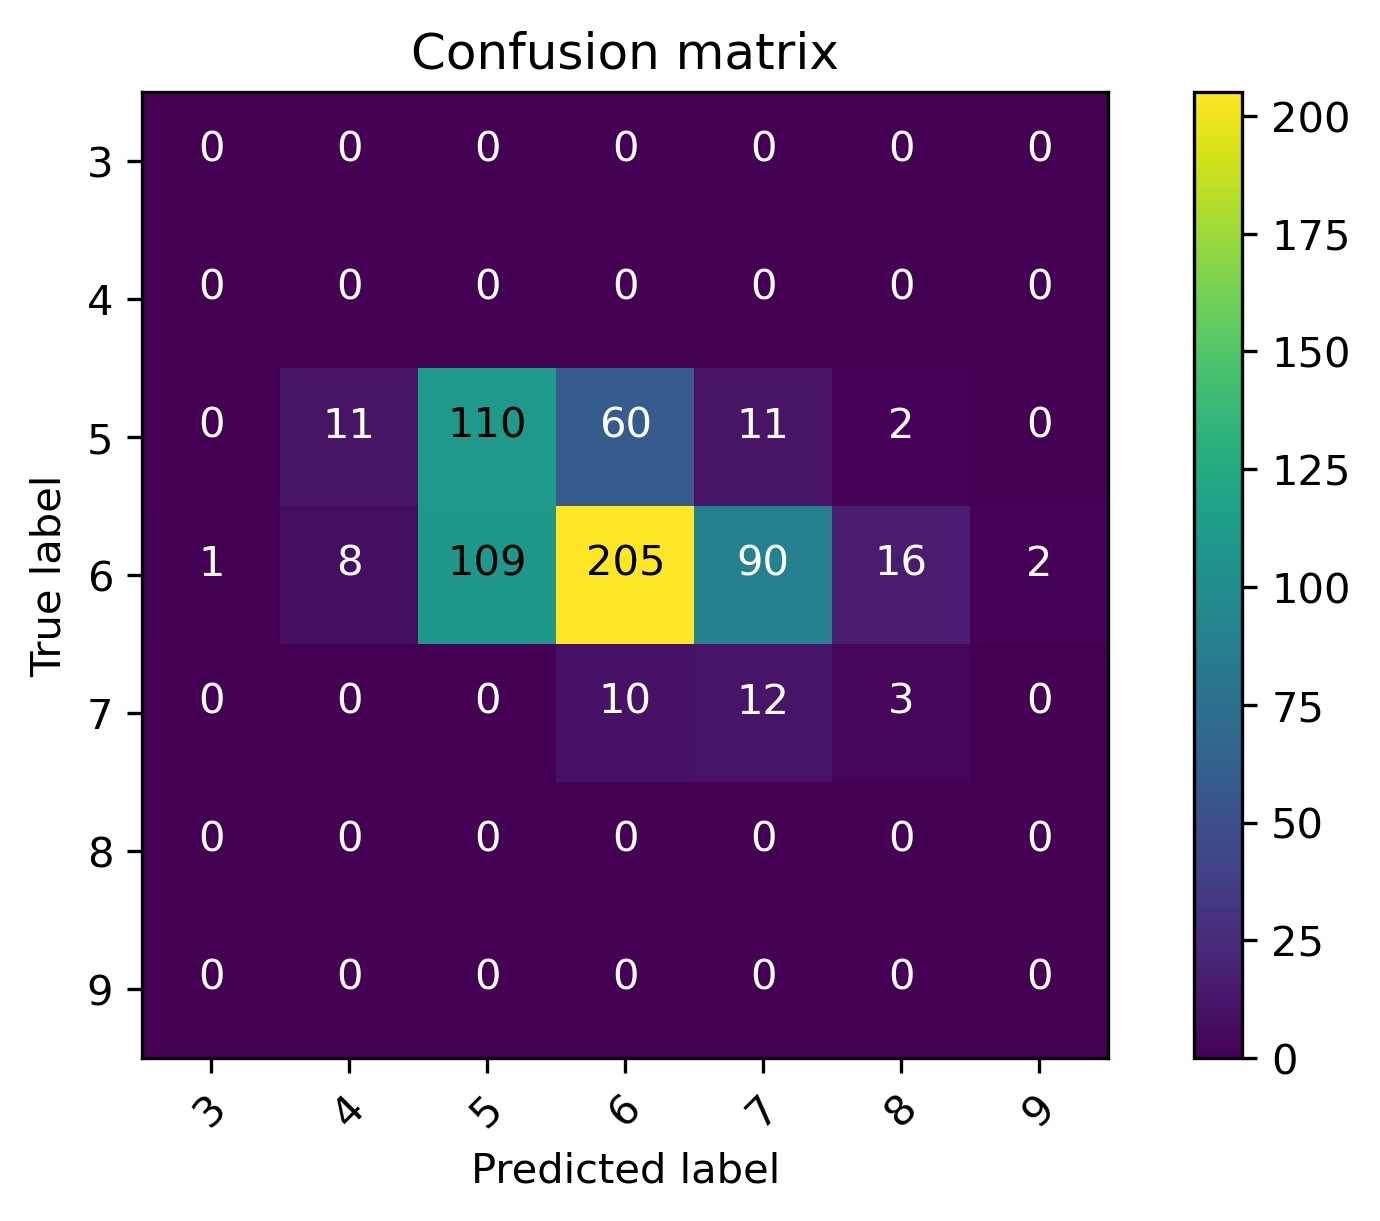 Confusion matrix
3 0 0 0 0 0 0 0
4 0 0 0 0 0 0 0
5 0 11 110 60 11 2 0
6 1 8 109 205 90 16 2
7 0 0 0 10 12 3 0
8 0 0 0 0 0 0 0
9 0 0 0 0 0 0 0
3 4 5 6 7 8 9
True label
Predicted label
200
175
150
125
100
75
50
25
0